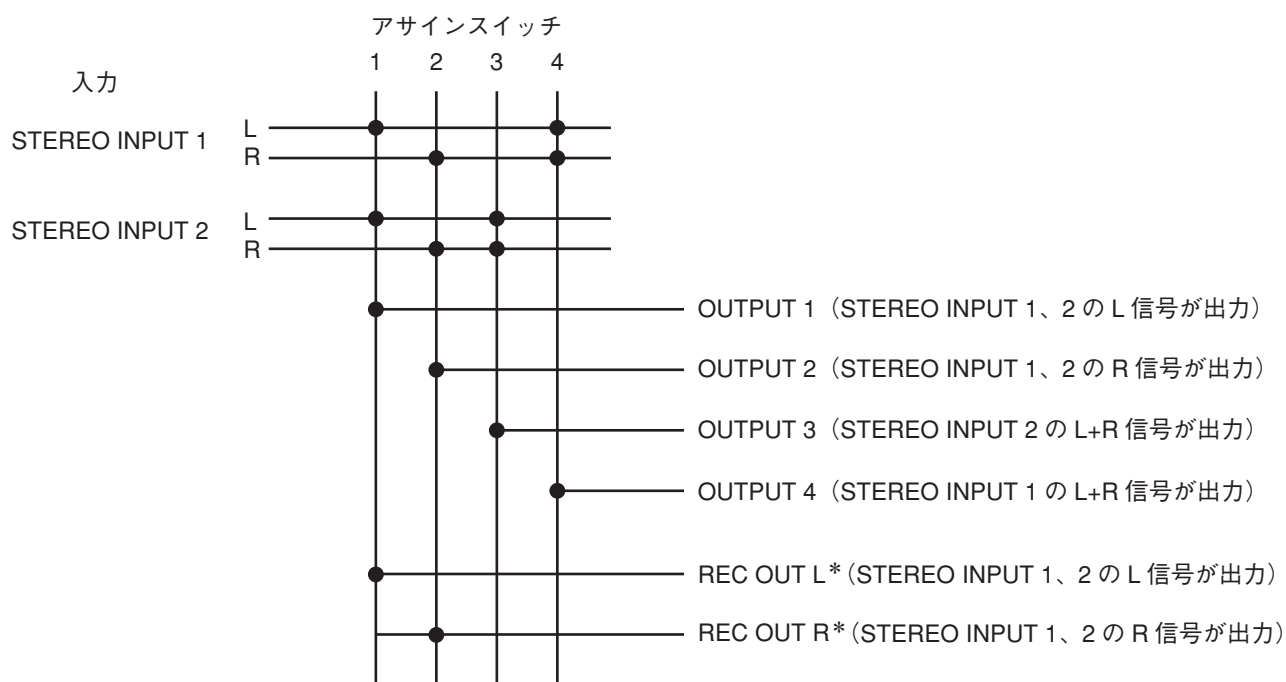 アサインスイッチ
1 2 3 4
入力
STEREO INPUT 1 L
R
STEREO INPUT 2 L
R
OUTPUT 1（STEREO INPUT 1、2 の L 信号が出力）
OUTPUT 2（STEREO INPUT 1、2 の R 信号が出力）
OUTPUT 3（STEREO INPUT 2 の L+R 信号が出力）
OUTPUT 4（STEREO INPUT 1 の L+R 信号が出力）
REC OUT L*（STEREO INPUT 1、2 の L 信号が出力）
REC OUT R*（STEREO INPUT 1、2 の R 信号が出力）